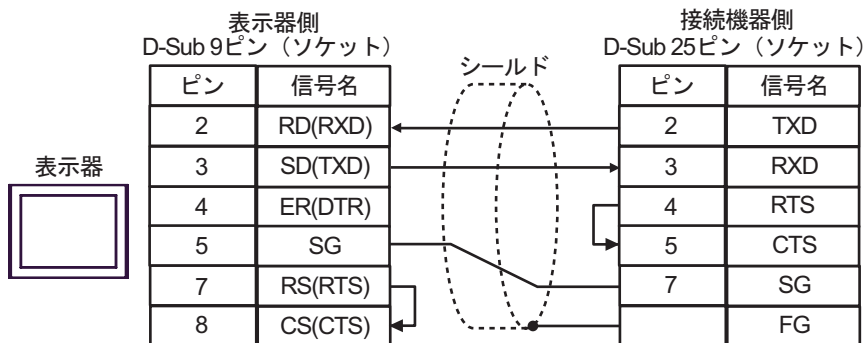 表示器側
D-Sub 9ピン（ソケット）
接続機器側
D-Sub 25ピン（ソケット）
シールド
ピン 信号名 ピン 信号名
2 RD(RXD) 2 TXD
3 SD(TXD) 3 RXD
表示器
4 ER(DTR) 4 RTS
5 SG 5 CTS
7 RS(RTS) 7 SG
8 CS(CTS) FG